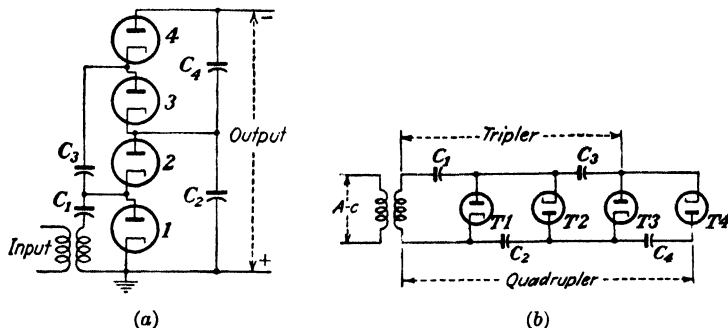 4
−
C4
3
C3
Output
2
C1
C2
1
Input
+
(a)
Tripler
C1
C3
A-c
T1
T2
T3
T4
C2
C4
Quadrupler
(b)